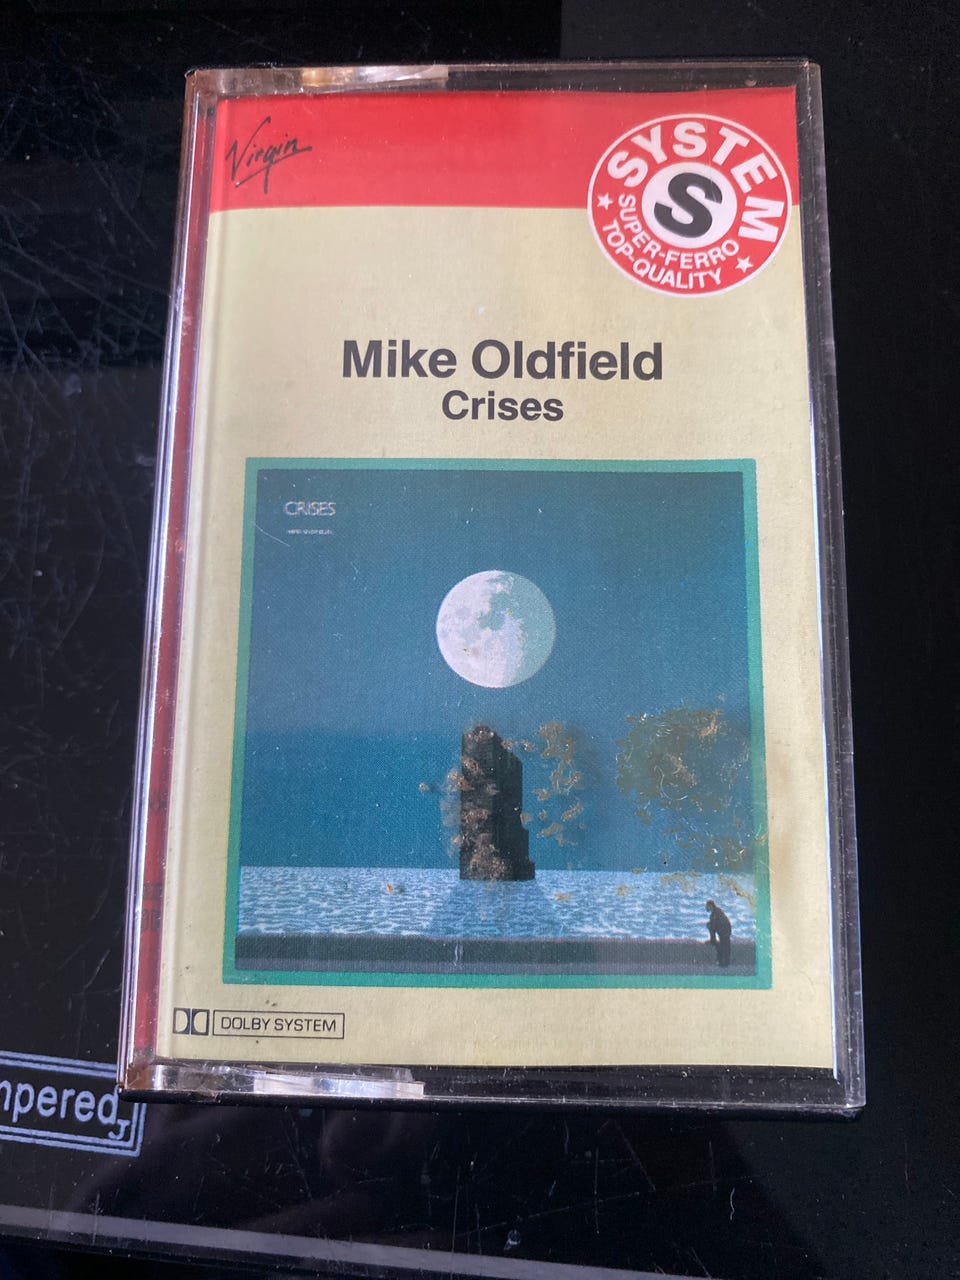 Virgin
SYSTEM
S
SUPER-FERRO
TOP-QUALITY
Mike Oldfield
Crises
CRISES
DOLBY SYSTEM
mpered